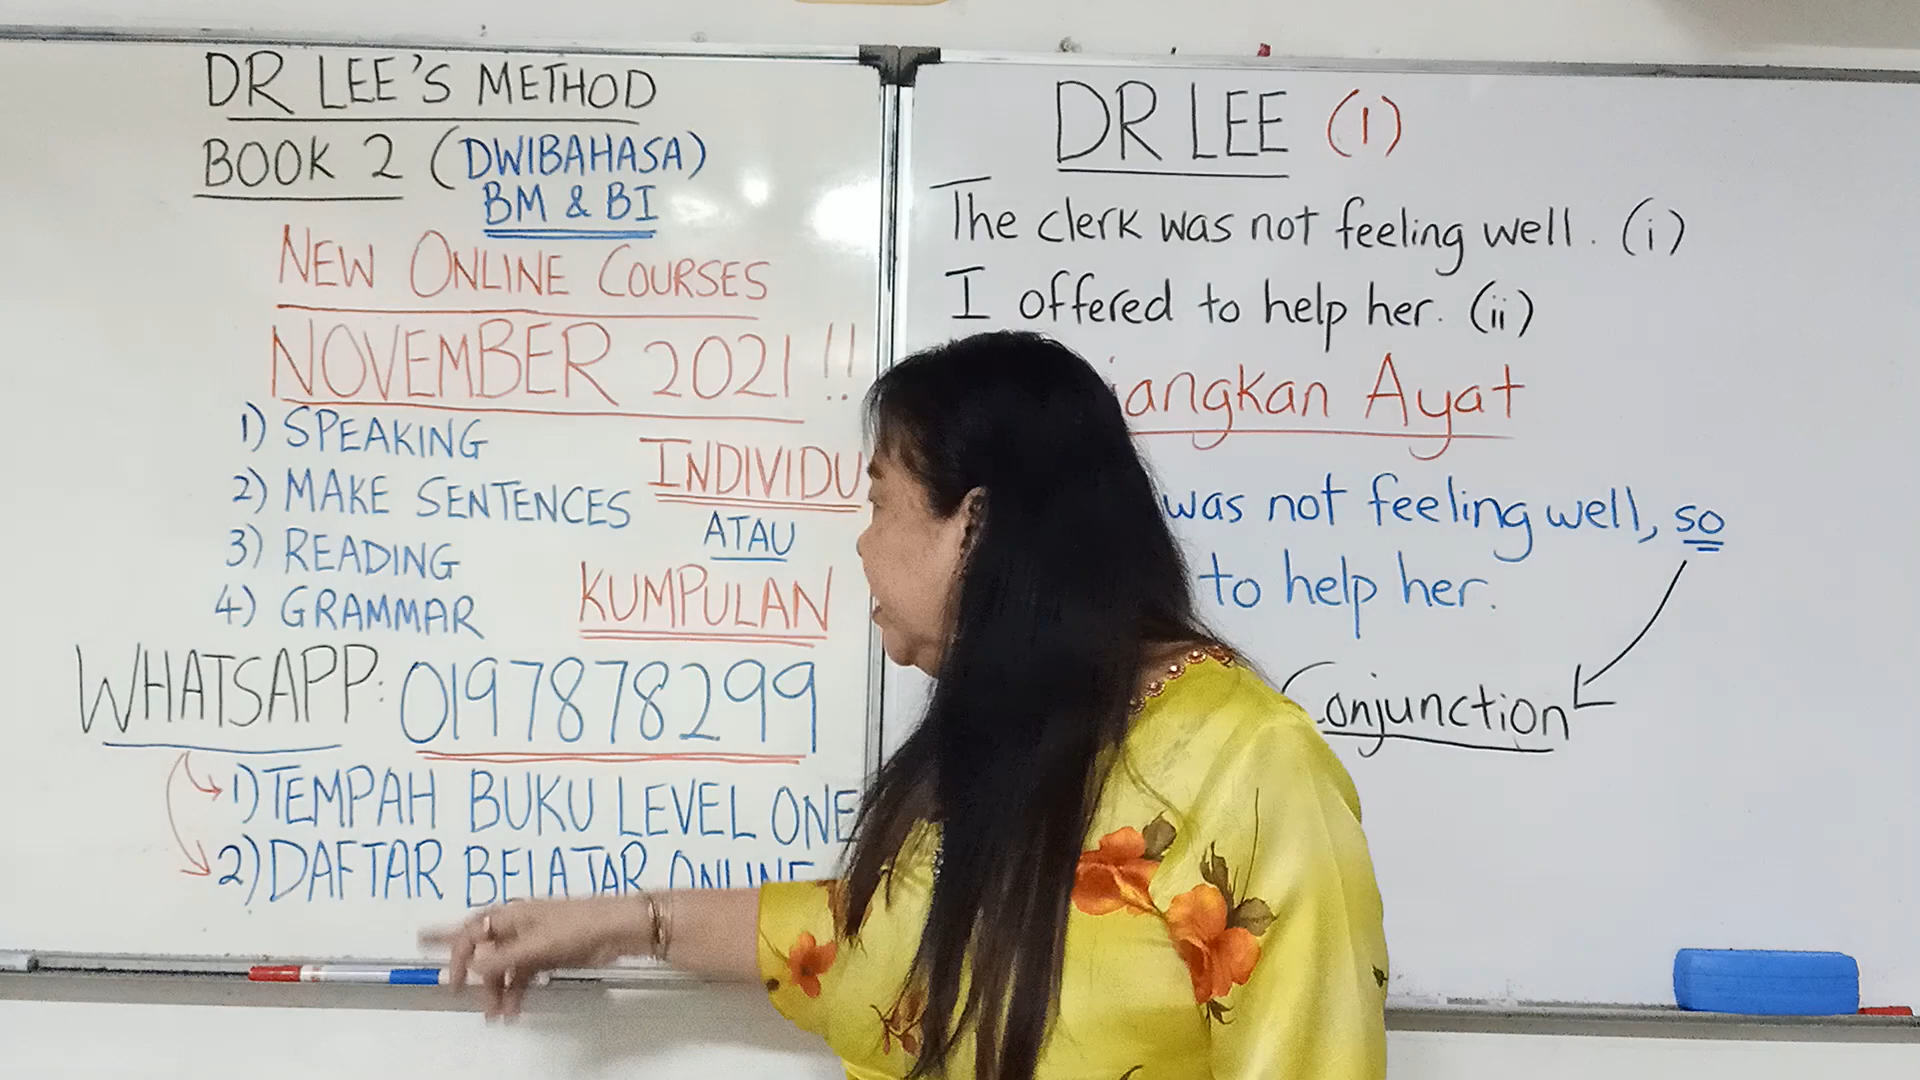 DR LEE'S METHOD
BOOK 2 (DWIBAHASA)
BM & BI
NEW ONLINE COURSES
NOVEMBER 2021 !!
1) SPEAKING
2) MAKE SENTENCES
3) READING
4) GRAMMAR
INDIVIDU
ATAU
KUMPULAN
WHATSAPP: 0197878299
1) TEMPAH BUKU LEVEL ONE
2) DAFTAR BELAJAR ONLINE
DR LEE (1)
The clerk was not feeling well. (i)
I offered to help her. (ii)
Ayat
was not feeling well, so
to help her.
Conjunction